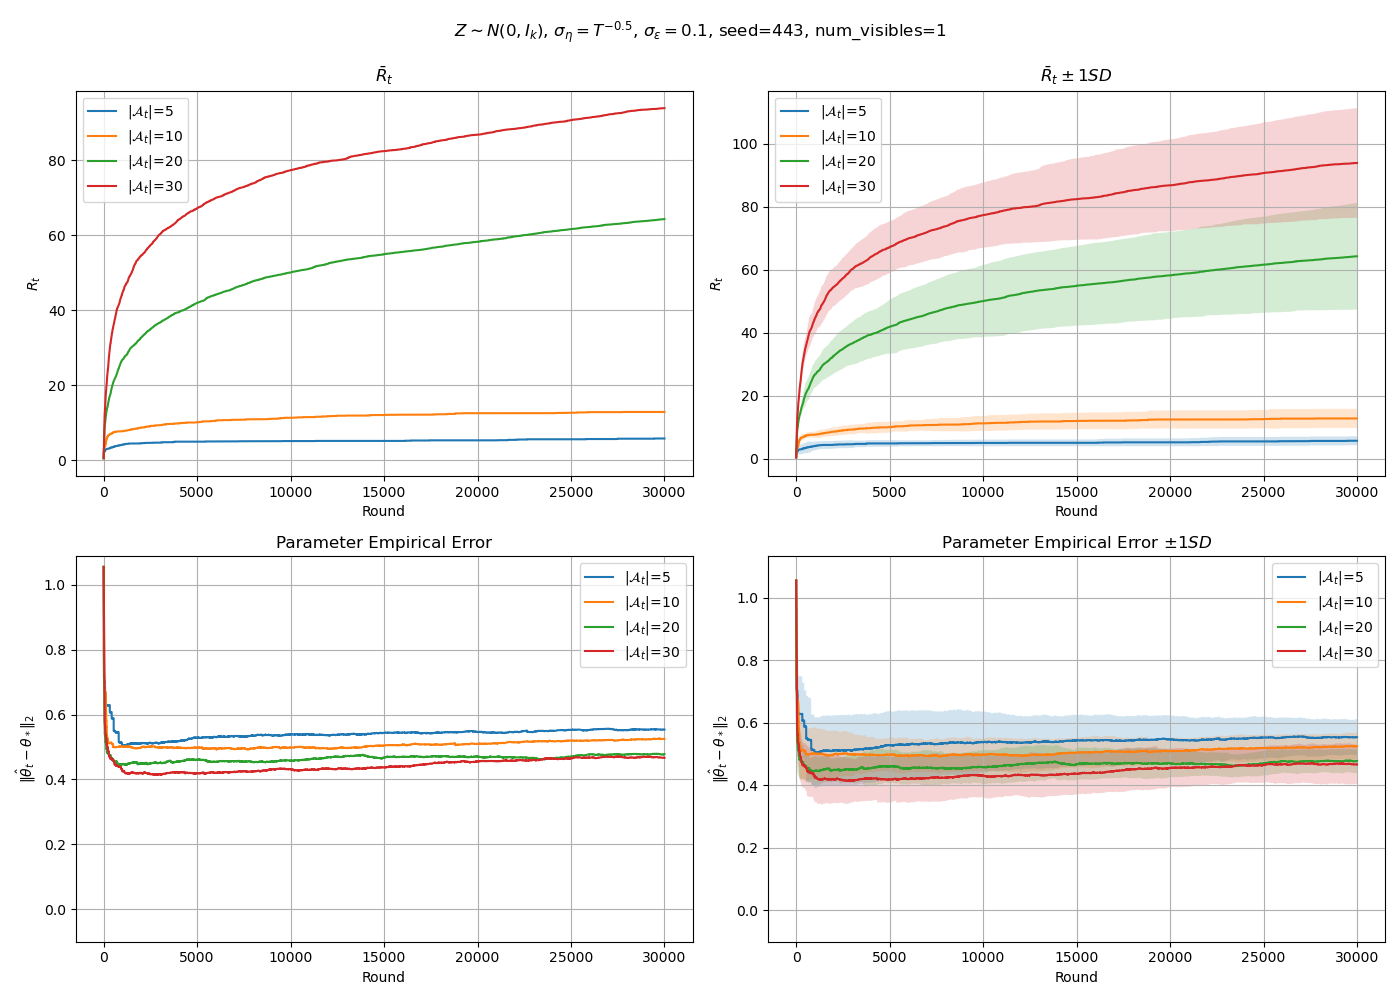 Z ∼ N(0, I_k), σ_η = T^{−0.5}, σ_ε = 0.1, seed=443, num_visibles=1
R̄_t
R_t
80
60
40
20
0
|𝒜_t|=5
|𝒜_t|=10
|𝒜_t|=20
|𝒜_t|=30
0 5000 10000 15000 20000 25000 30000
Round
R̄_t ± 1SD
R_t
100
80
60
40
20
0
|𝒜_t|=5
|𝒜_t|=10
|𝒜_t|=20
|𝒜_t|=30
0 5000 10000 15000 20000 25000 30000
Round
Parameter Empirical Error
‖θ̂_t − θ_*‖_2
1.0
0.8
0.6
0.4
0.2
0.0
|𝒜_t|=5
|𝒜_t|=10
|𝒜_t|=20
|𝒜_t|=30
0 5000 10000 15000 20000 25000 30000
Round
Parameter Empirical Error ±1SD
‖θ̂_t − θ_*‖_2
1.0
0.8
0.6
0.4
0.2
0.0
|𝒜_t|=5
|𝒜_t|=10
|𝒜_t|=20
|𝒜_t|=30
0 5000 10000 15000 20000 25000 30000
Round